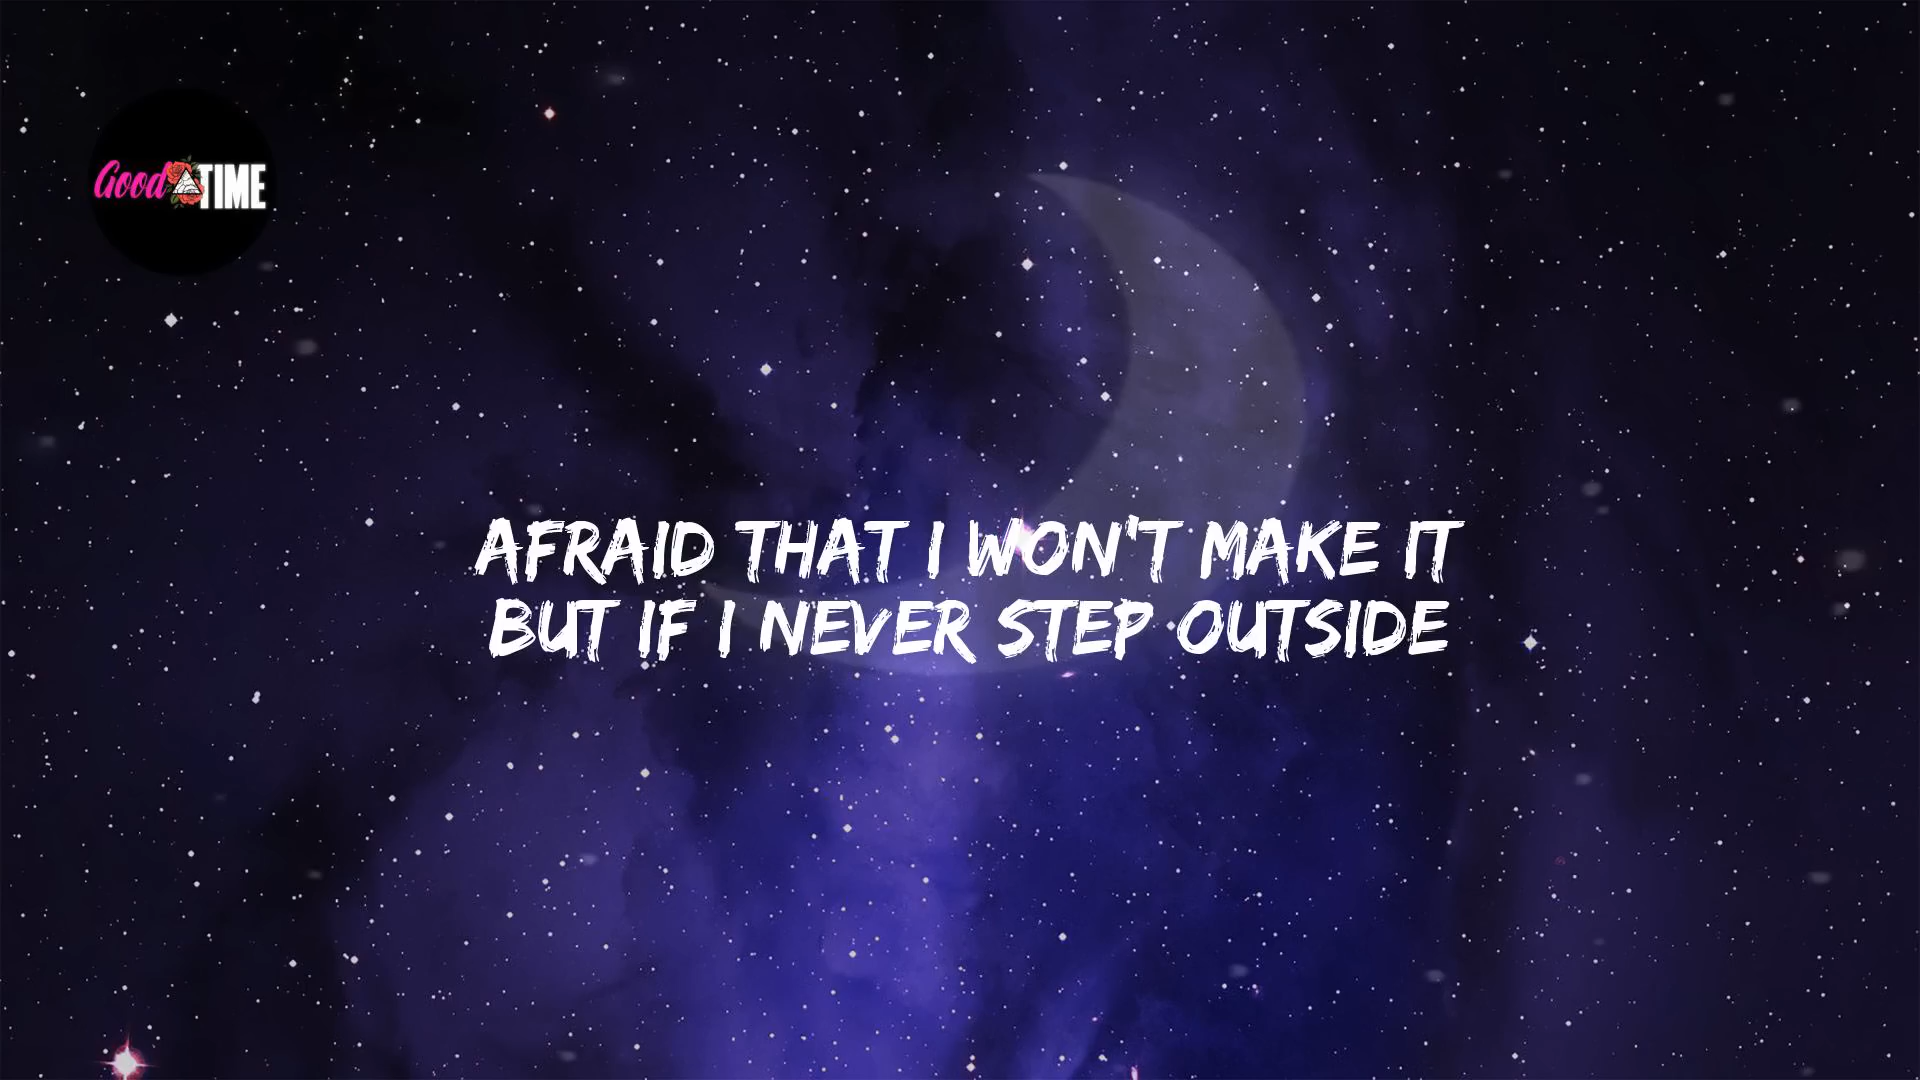 Good TIME
AFRAID THAT I WON'T MAKE IT
BUT IF I NEVER STEP OUTSIDE